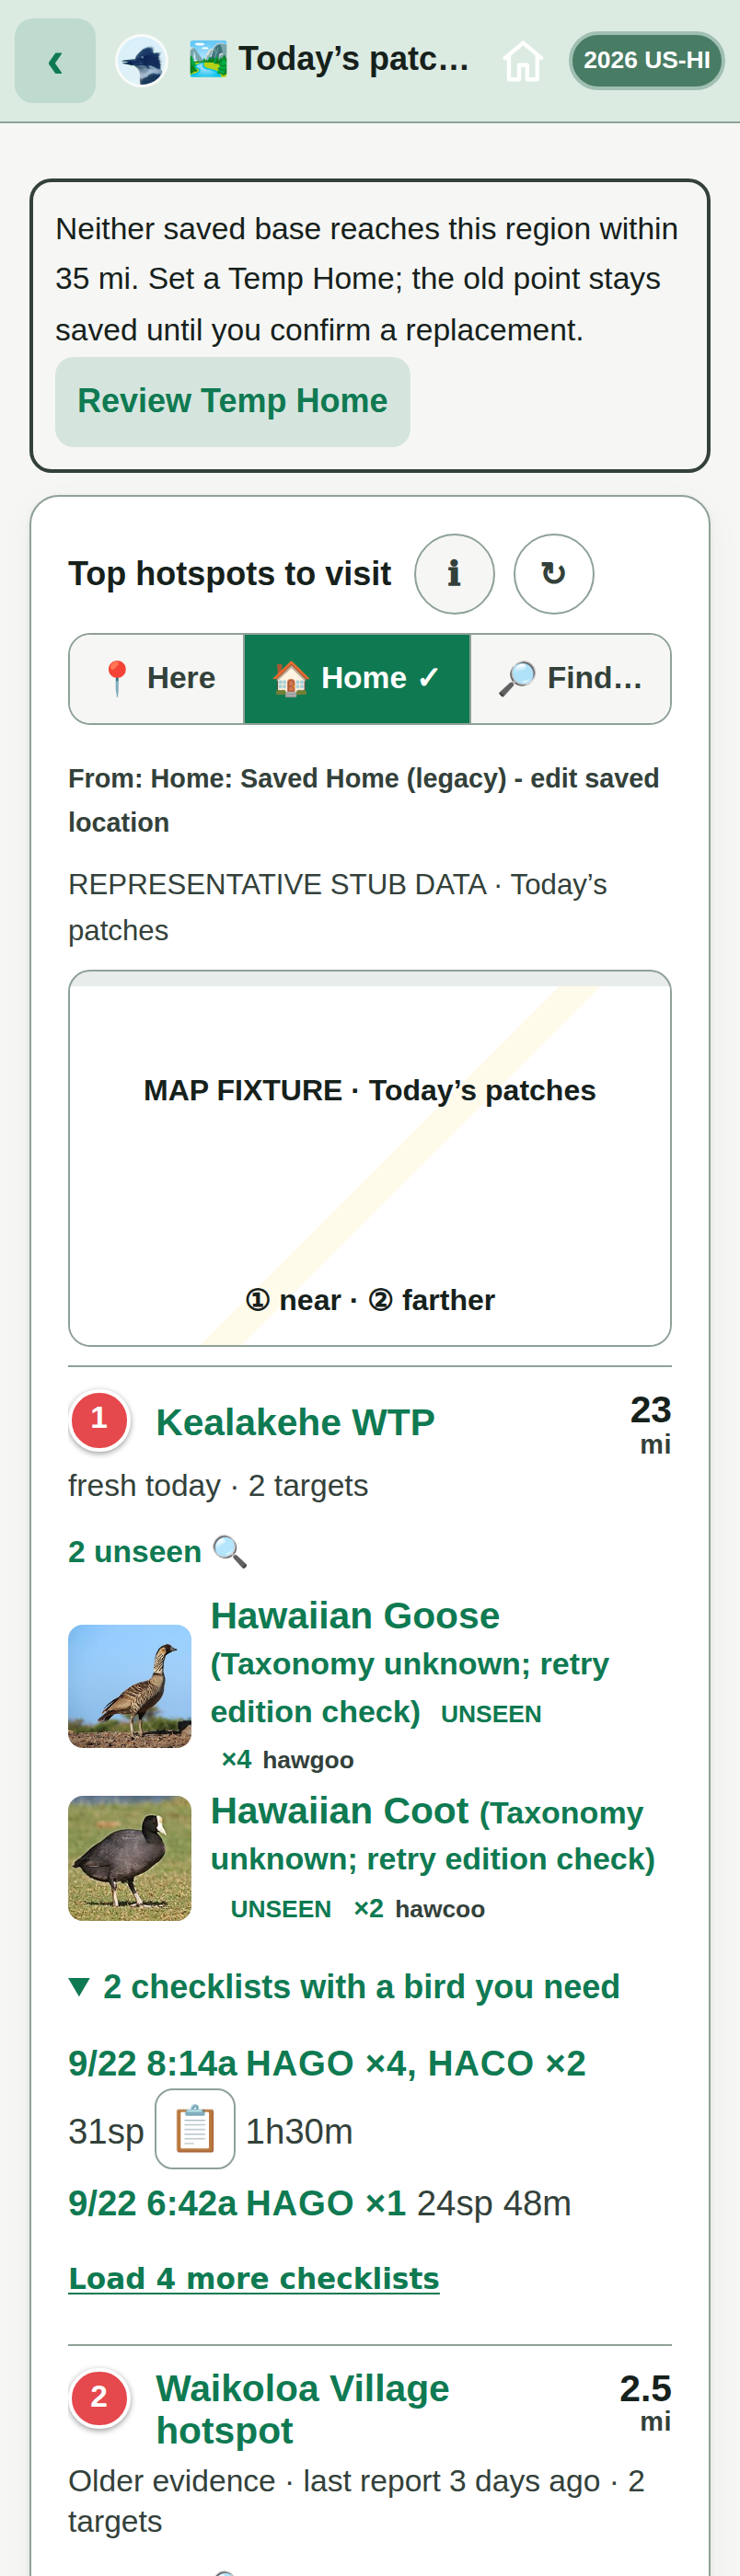 ‹ 🏞️ Today’s patc… 2026 US-HI
Neither saved base reaches this region within
35 mi. Set a Temp Home; the old point stays
saved until you confirm a replacement.
Review Temp Home
Top hotspots to visit ℹ ↻
📍 Here 🏠 Home ✓ 🔎 Find…
From: Home: Saved Home (legacy) - edit saved
location
REPRESENTATIVE STUB DATA · Today’s
patches
MAP FIXTURE · Today’s patches
① near · ② farther
1 Kealakehe WTP 23
mi
fresh today · 2 targets
2 unseen 🔍
Hawaiian Goose
(Taxonomy unknown; retry
edition check) UNSEEN
×4 hawgoo
Hawaiian Coot (Taxonomy
unknown; retry edition check)
UNSEEN ×2 hawcoo
▼ 2 checklists with a bird you need
9/22 8:14a HAGO ×4, HACO ×2
31sp 📋 1h30m
9/22 6:42a HAGO ×1 24sp 48m
Load 4 more checklists
2 Waikoloa Village 2.5
hotspot mi
Older evidence · last report 3 days ago · 2
targets